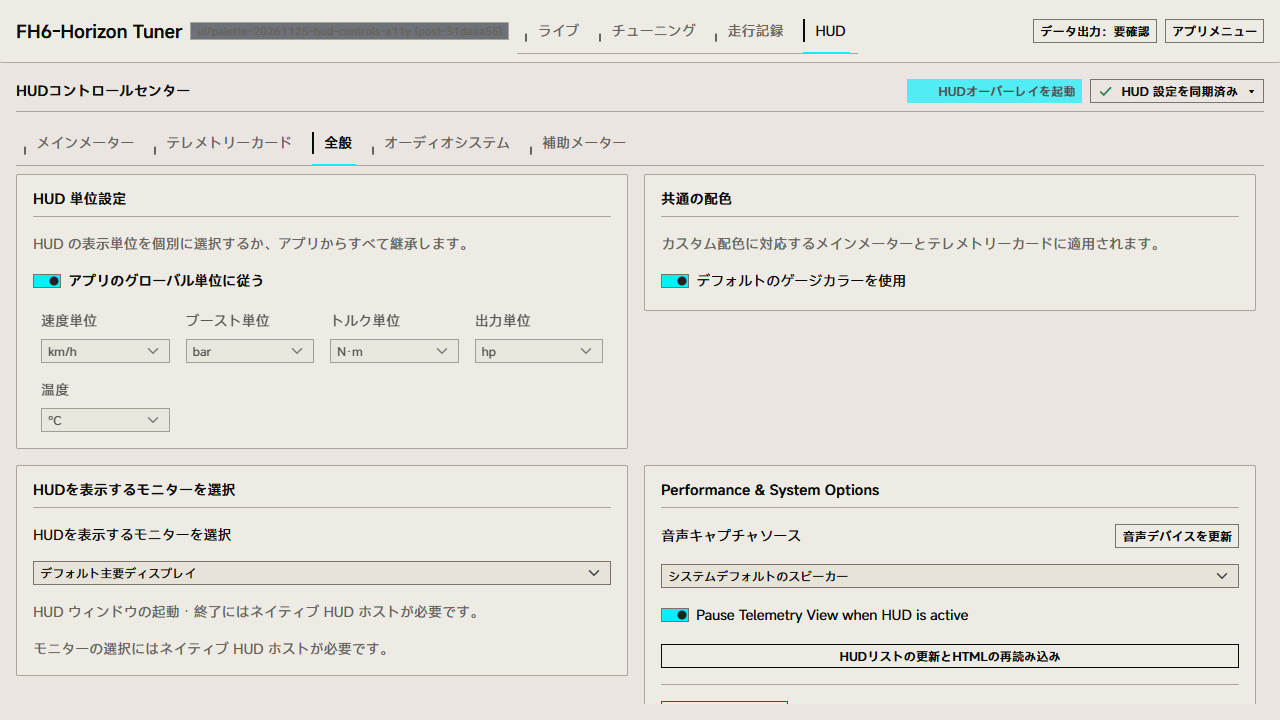 FH6-Horizon Tuner
ライブ
チューニング
走行記録
HUD
データ出力: 要確認
アプリメニュー
HUDコントロールセンター
HUDオーバーレイを起動
HUD 設定を同期済み
メインメーター
テレメトリーカード
全般
オーディオシステム
補助メーター
HUD 単位設定
HUD の表示単位を個別に選択するか、アプリからすべて継承します。
アプリのグローバル単位に従う
速度単位
ブースト単位
トルク単位
出力単位
km/h
bar
N·m
hp
温度
°C
共通の配色
カスタム配色に対応するメインメーターとテレメトリーカードに適用されます。
デフォルトのゲージカラーを使用
HUDを表示するモニターを選択
HUDを表示するモニターを選択
デフォルト主要ディスプレイ
HUD ウィンドウの起動・終了にはネイティブ HUD ホストが必要です。
モニターの選択にはネイティブ HUD ホストが必要です。
Performance & System Options
音声キャプチャソース
音声デバイスを更新
システムデフォルトのスピーカー
Pause Telemetry View when HUD is active
HUDリストの更新とHTMLの再読み込み